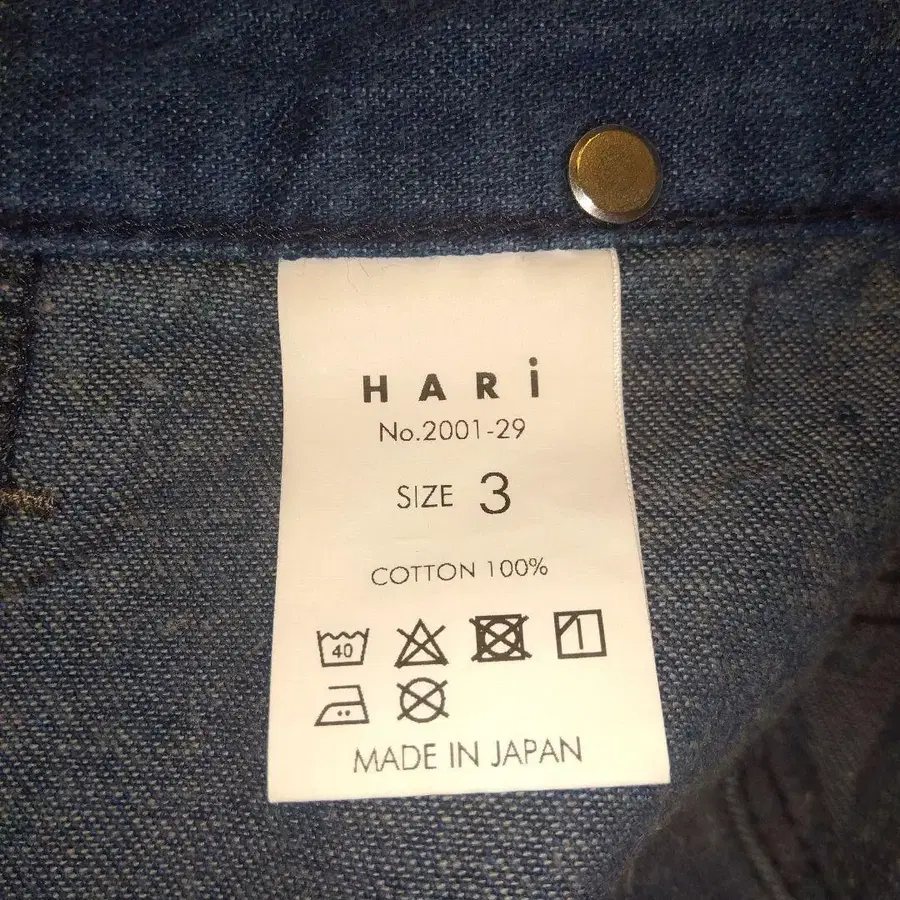 HARi
No.2001-29
SIZE 3
COTTON 100%
40
MADE IN JAPAN